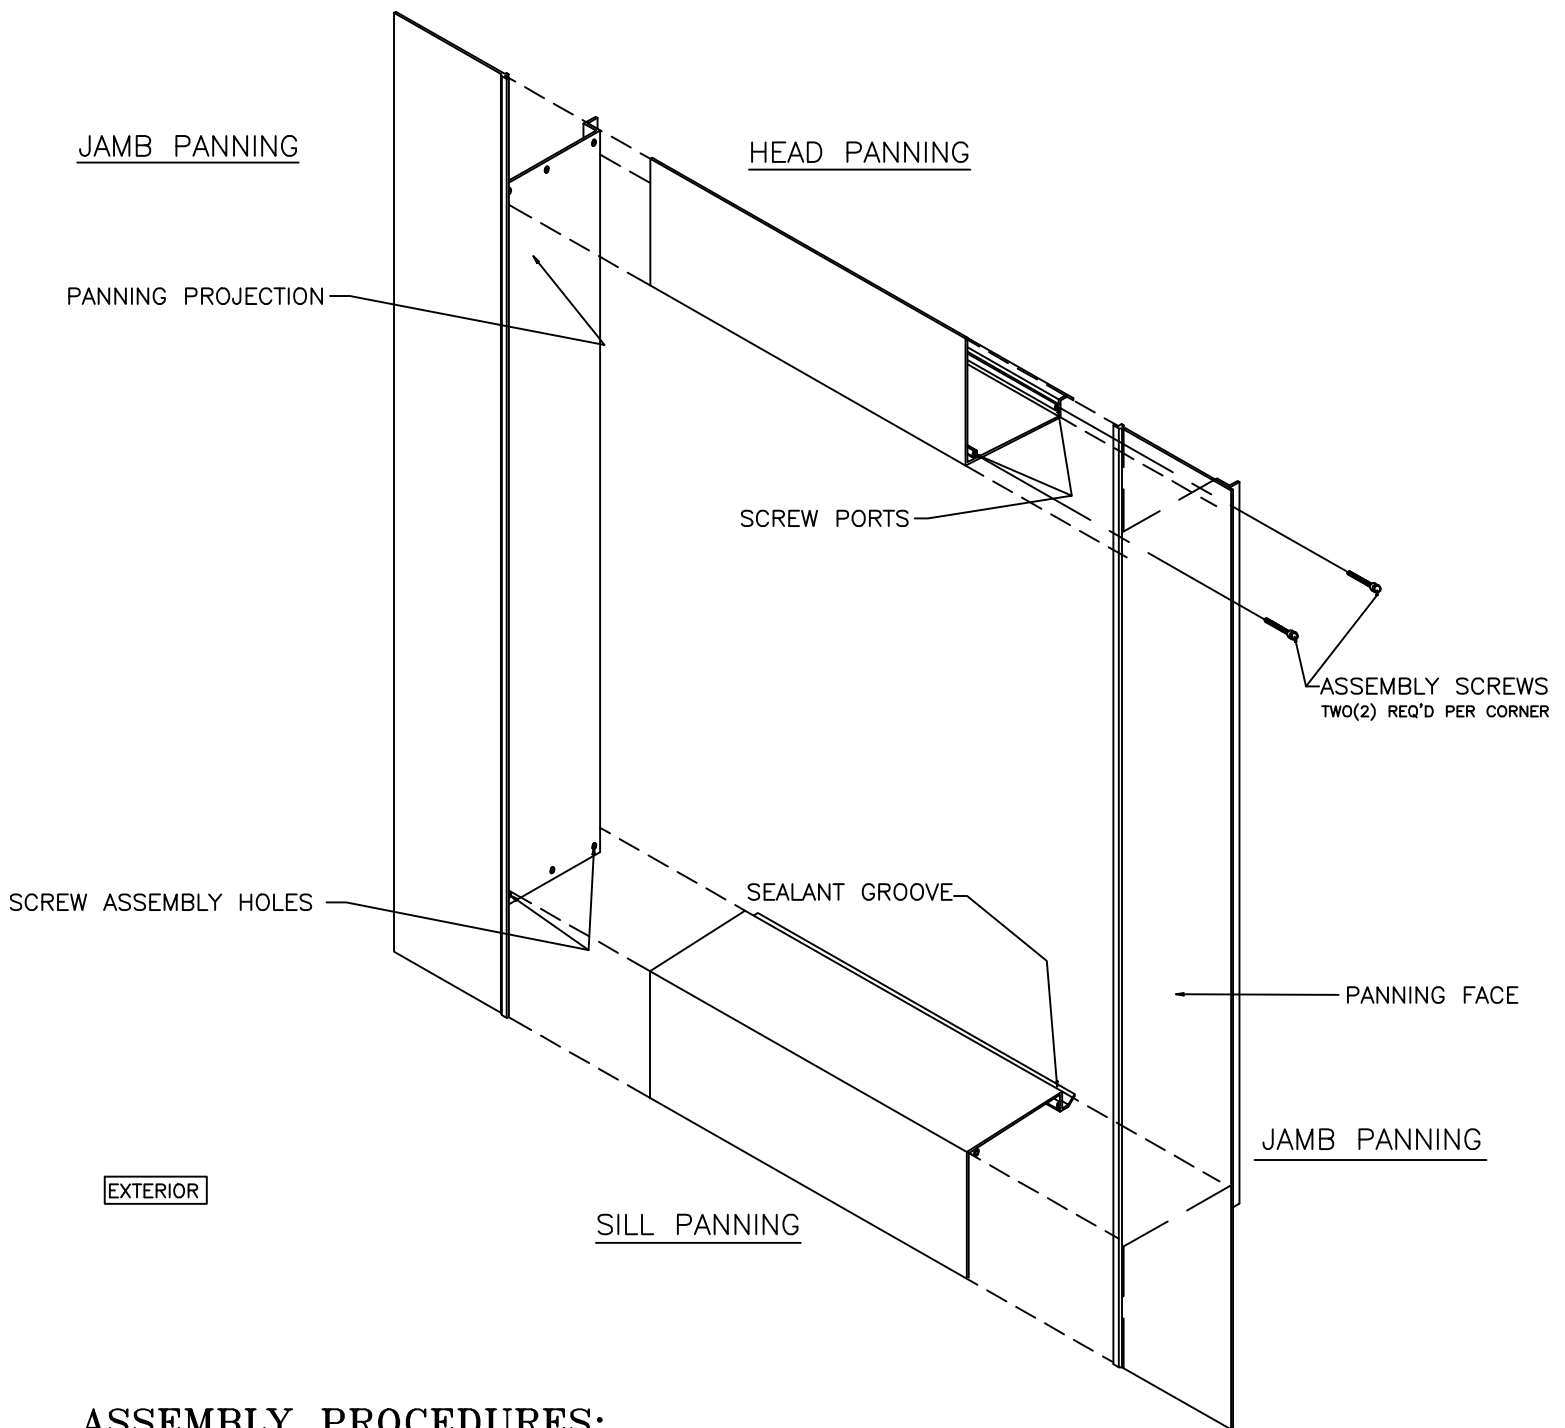 JAMB PANNING
HEAD PANNING
PANNING PROJECTION
SCREW PORTS
ASSEMBLY SCREWS
TWO(2) REQ'D PER CORNER
SCREW ASSEMBLY HOLES
SEALANT GROOVE
PANNING FACE
JAMB PANNING
EXTERIOR
SILL PANNING
ASSEMBLY PROCEDURES: